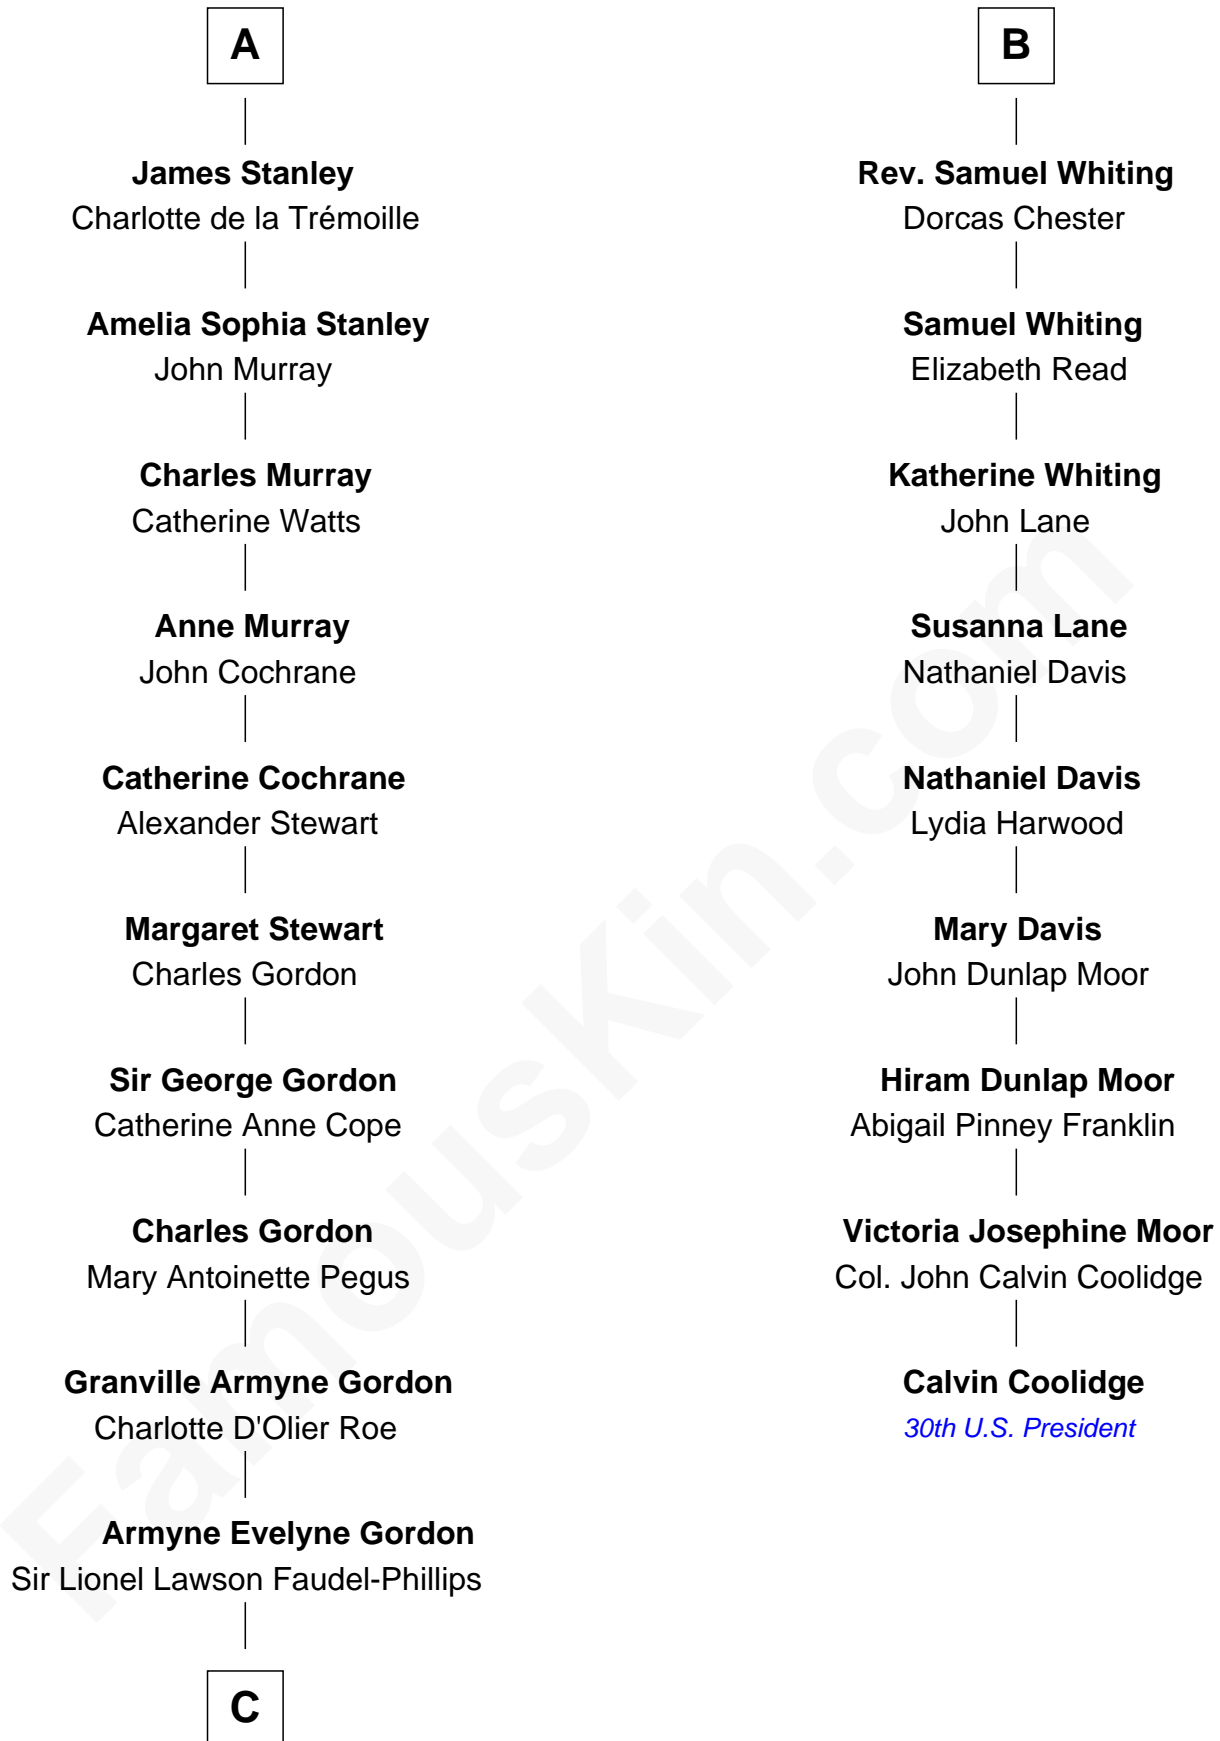 A
James Stanley
Charlotte de la Trémoille
Amelia Sophia Stanley
John Murray
Charles Murray
Catherine Watts
Anne Murray
John Cochrane
Catherine Cochrane
Alexander Stewart
Margaret Stewart
Charles Gordon
Sir George Gordon
Catherine Anne Cope
Charles Gordon
Mary Antoinette Pegus
Granville Armyne Gordon
Charlotte D'Olier Roe
Armyne Evelyne Gordon
Sir Lionel Lawson Faudel-Phillips
C
B
Rev. Samuel Whiting
Dorcas Chester
Samuel Whiting
Elizabeth Read
Katherine Whiting
John Lane
Susanna Lane
Nathaniel Davis
Nathaniel Davis
Lydia Harwood
Mary Davis
John Dunlap Moor
Hiram Dunlap Moor
Abigail Pinney Franklin
Victoria Josephine Moor
Col. John Calvin Coolidge
Calvin Coolidge
30th U.S. President
FamousKin.com